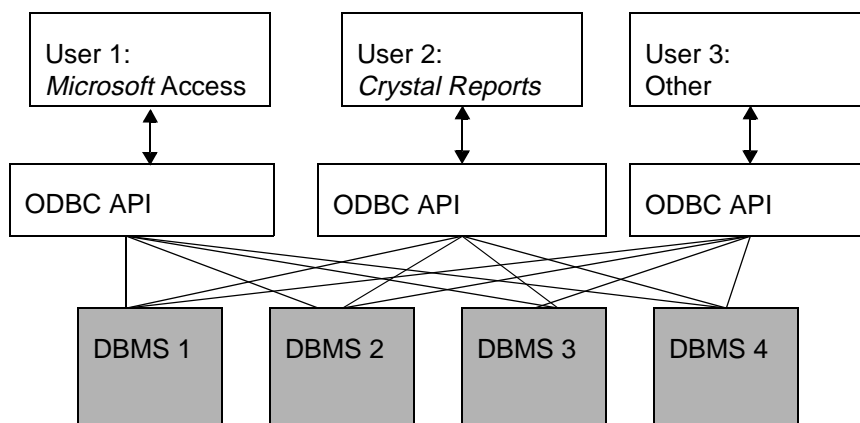 User 1:
Microsoft Access
User 2:
Crystal Reports
User 3:
Other
ODBC API
ODBC API
ODBC API
DBMS 1
DBMS 2
DBMS 3
DBMS 4